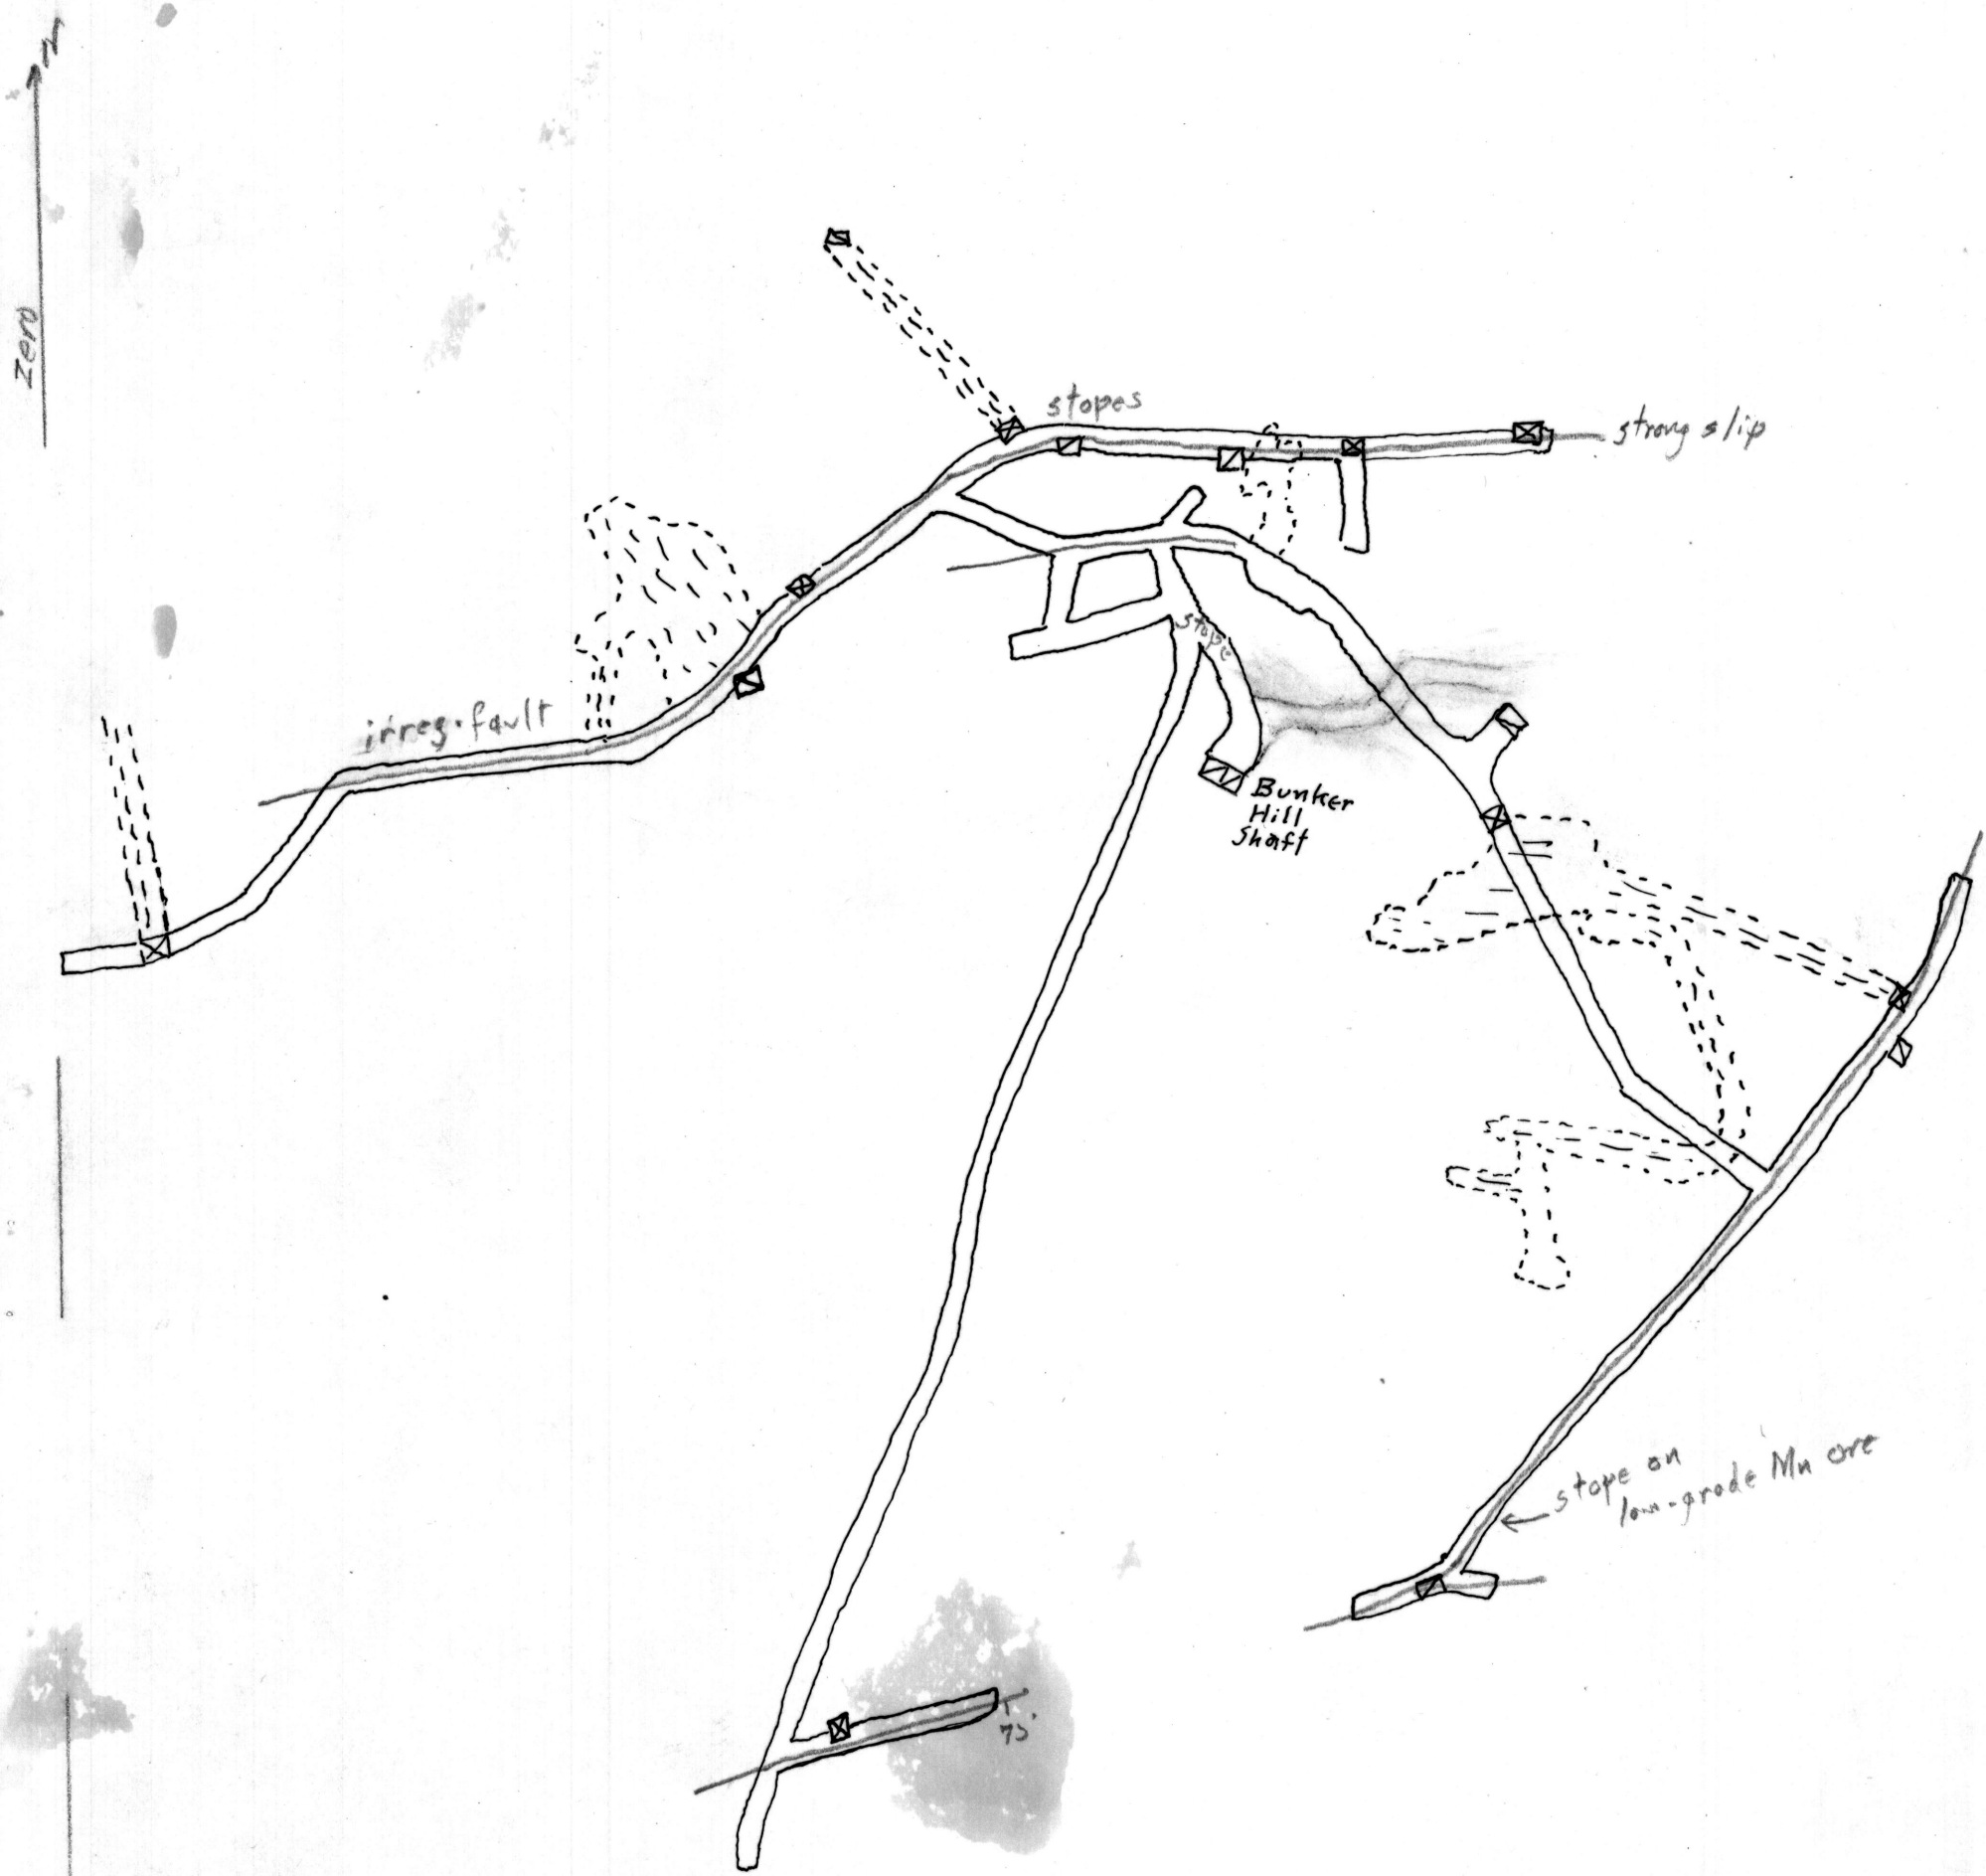 N
Zero
stopes
strong slip
stope
irreg. fault
Bunker
Hill
Shaft
stope on
low-grade Mn ore
75°